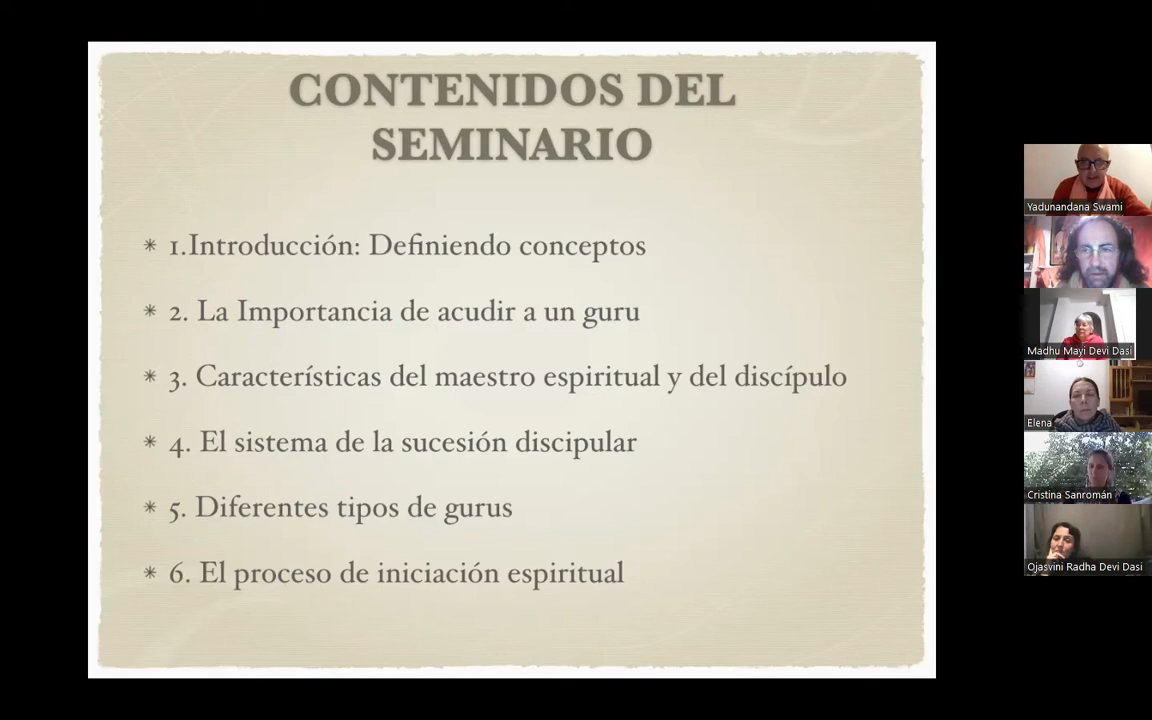 CONTENIDOS DEL
SEMINARIO
* 1.Introducción: Definiendo conceptos
* 2. La Importancia de acudir a un guru
* 3. Características del maestro espiritual y del discípulo
* 4. El sistema de la sucesión discipular
* 5. Diferentes tipos de gurus
* 6. El proceso de iniciación espiritual
Yadunandana Swami
Madhu Mayi Devi Dasi
Elena
Cristina Sanromán
Ojasvini Radha Devi Dasi